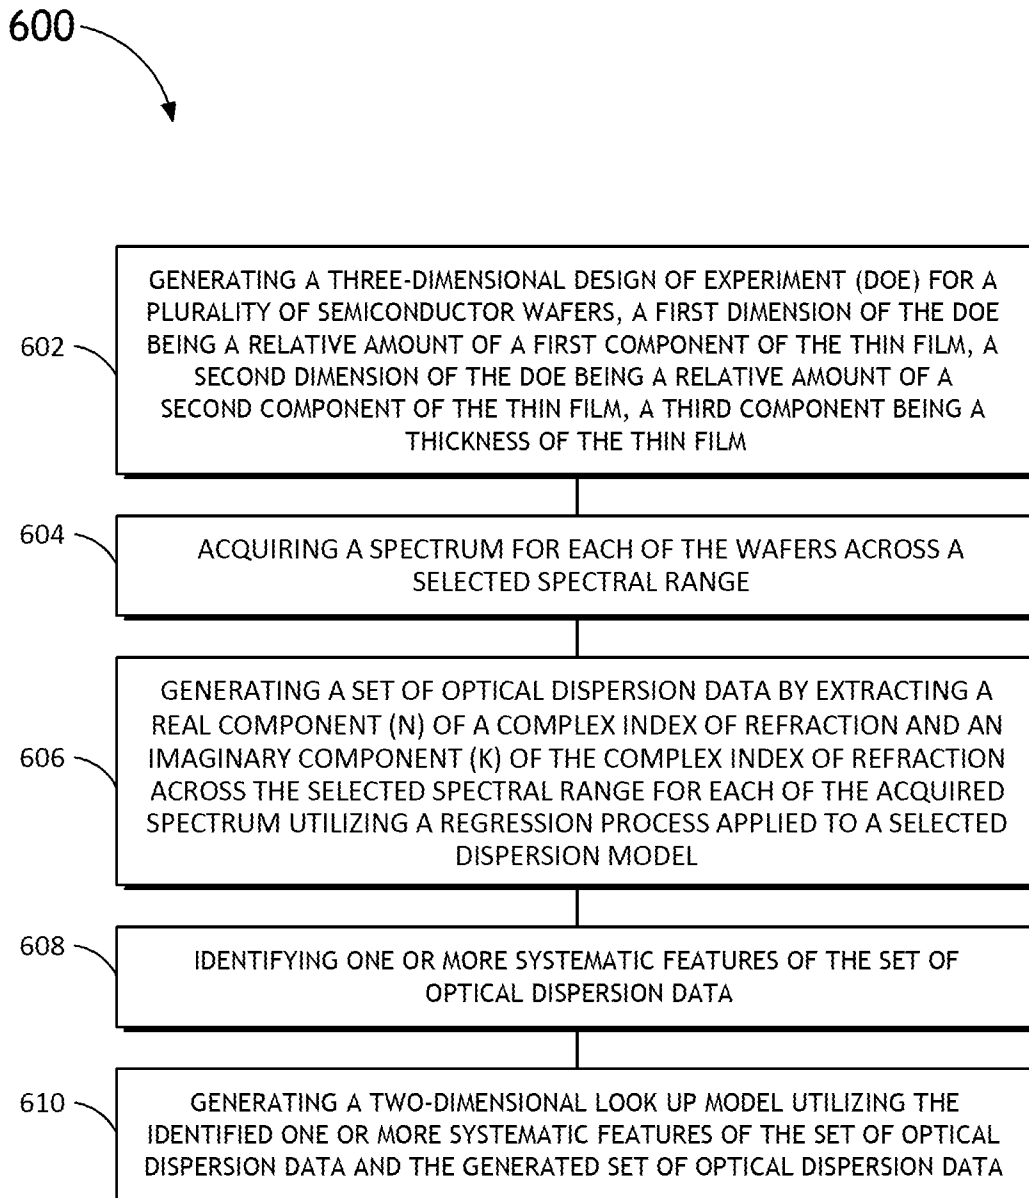 600
602
GENERATING A THREE-DIMENSIONAL DESIGN OF EXPERIMENT (DOE) FOR A
PLURALITY OF SEMICONDUCTOR WAFERS, A FIRST DIMENSION OF THE DOE
BEING A RELATIVE AMOUNT OF A FIRST COMPONENT OF THE THIN FILM, A
SECOND DIMENSION OF THE DOE BEING A RELATIVE AMOUNT OF A
SECOND COMPONENT OF THE THIN FILM, A THIRD COMPONENT BEING A
THICKNESS OF THE THIN FILM
604
ACQUIRING A SPECTRUM FOR EACH OF THE WAFERS ACROSS A
SELECTED SPECTRAL RANGE
606
GENERATING A SET OF OPTICAL DISPERSION DATA BY EXTRACTING A
REAL COMPONENT (N) OF A COMPLEX INDEX OF REFRACTION AND AN
IMAGINARY COMPONENT (K) OF THE COMPLEX INDEX OF REFRACTION
ACROSS THE SELECTED SPECTRAL RANGE FOR EACH OF THE ACQUIRED
SPECTRUM UTILIZING A REGRESSION PROCESS APPLIED TO A SELECTED
DISPERSION MODEL
608
IDENTIFYING ONE OR MORE SYSTEMATIC FEATURES OF THE SET OF
OPTICAL DISPERSION DATA
610
GENERATING A TWO-DIMENSIONAL LOOK UP MODEL UTILIZING THE
IDENTIFIED ONE OR MORE SYSTEMATIC FEATURES OF THE SET OF OPTICAL
DISPERSION DATA AND THE GENERATED SET OF OPTICAL DISPERSION DATA